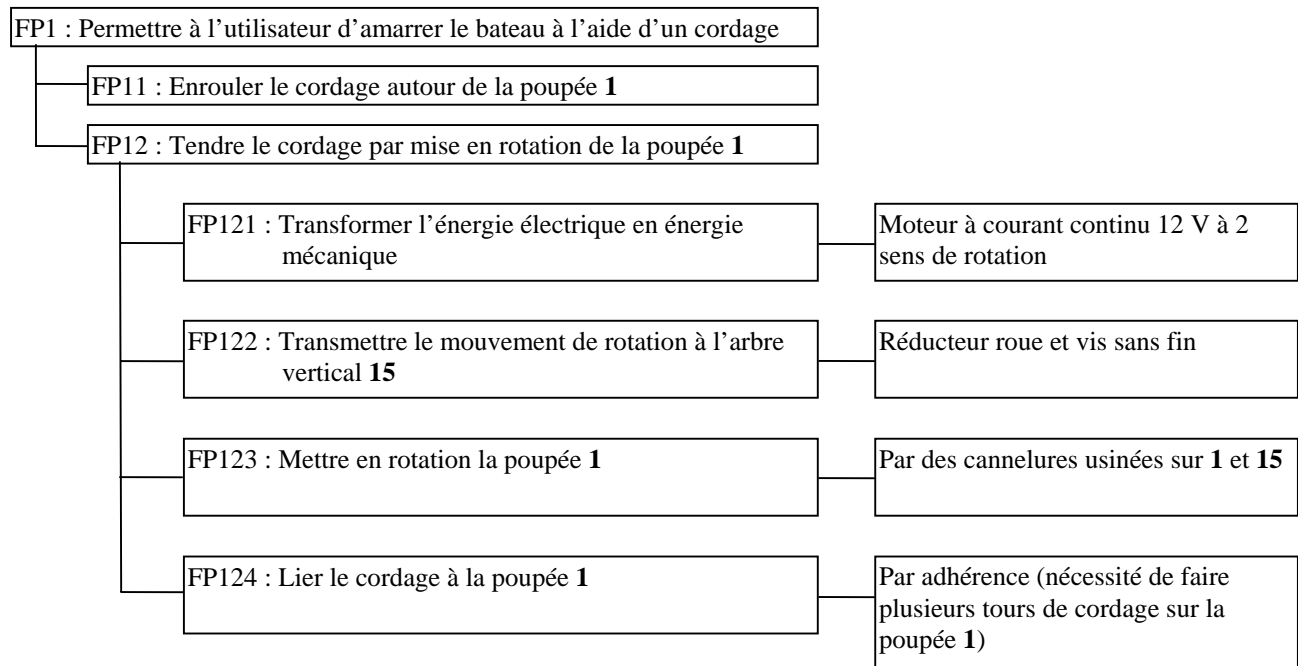 FP1 : Permettre à l’utilisateur d’amarrer le bateau à l’aide d’un cordage
FP11 : Enrouler le cordage autour de la poupée 1
FP12 : Tendre le cordage par mise en rotation de la poupée 1
FP121 : Transformer l’énergie électrique en énergie
mécanique
Moteur à courant continu 12 V à 2
sens de rotation
FP122 : Transmettre le mouvement de rotation à l’arbre
vertical 15
Réducteur roue et vis sans fin
FP123 : Mettre en rotation la poupée 1
Par des cannelures usinées sur 1 et 15
FP124 : Lier le cordage à la poupée 1
Par adhérence (nécessité de faire
plusieurs tours de cordage sur la
poupée 1)